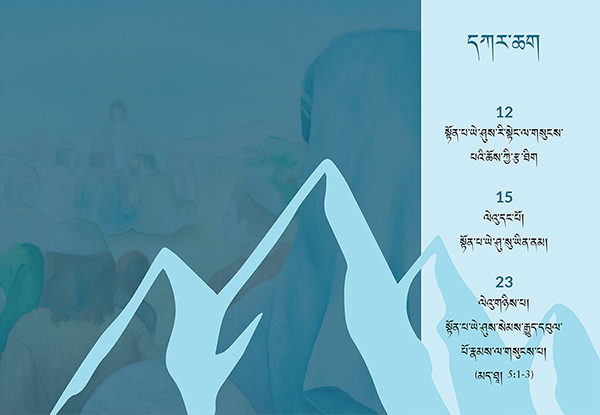 དཀར་ཆག
12
སྟོན་པ་ཡེ་ཤུས་རི་སྟེང་ལ་གསུངས་
པའི་ཆོས་ཀྱི་རྩ་ཐིག
15
ལེའུ་དང་པོ།
སྟོན་པ་ཡེ་ཤུ་སུ་ཡིན་ནམ།
23
ལེའུ་གཉིས་པ།
སྟོན་པ་ཡེ་ཤུས་སེམས་རྒྱུད་དབུལ་
པོ་རྣམས་ལ་གསུངས་པ།
(མད་ཐཱ། 5:1-3)